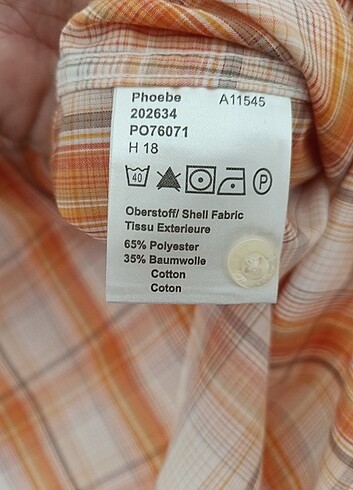 Phoebe A11545
202634
PO76071
H 18
40 P
Oberstoff/ Shell Fabric
Tissu Exterieure
65% Polyester
35% Baumwolle
Cotton
Coton